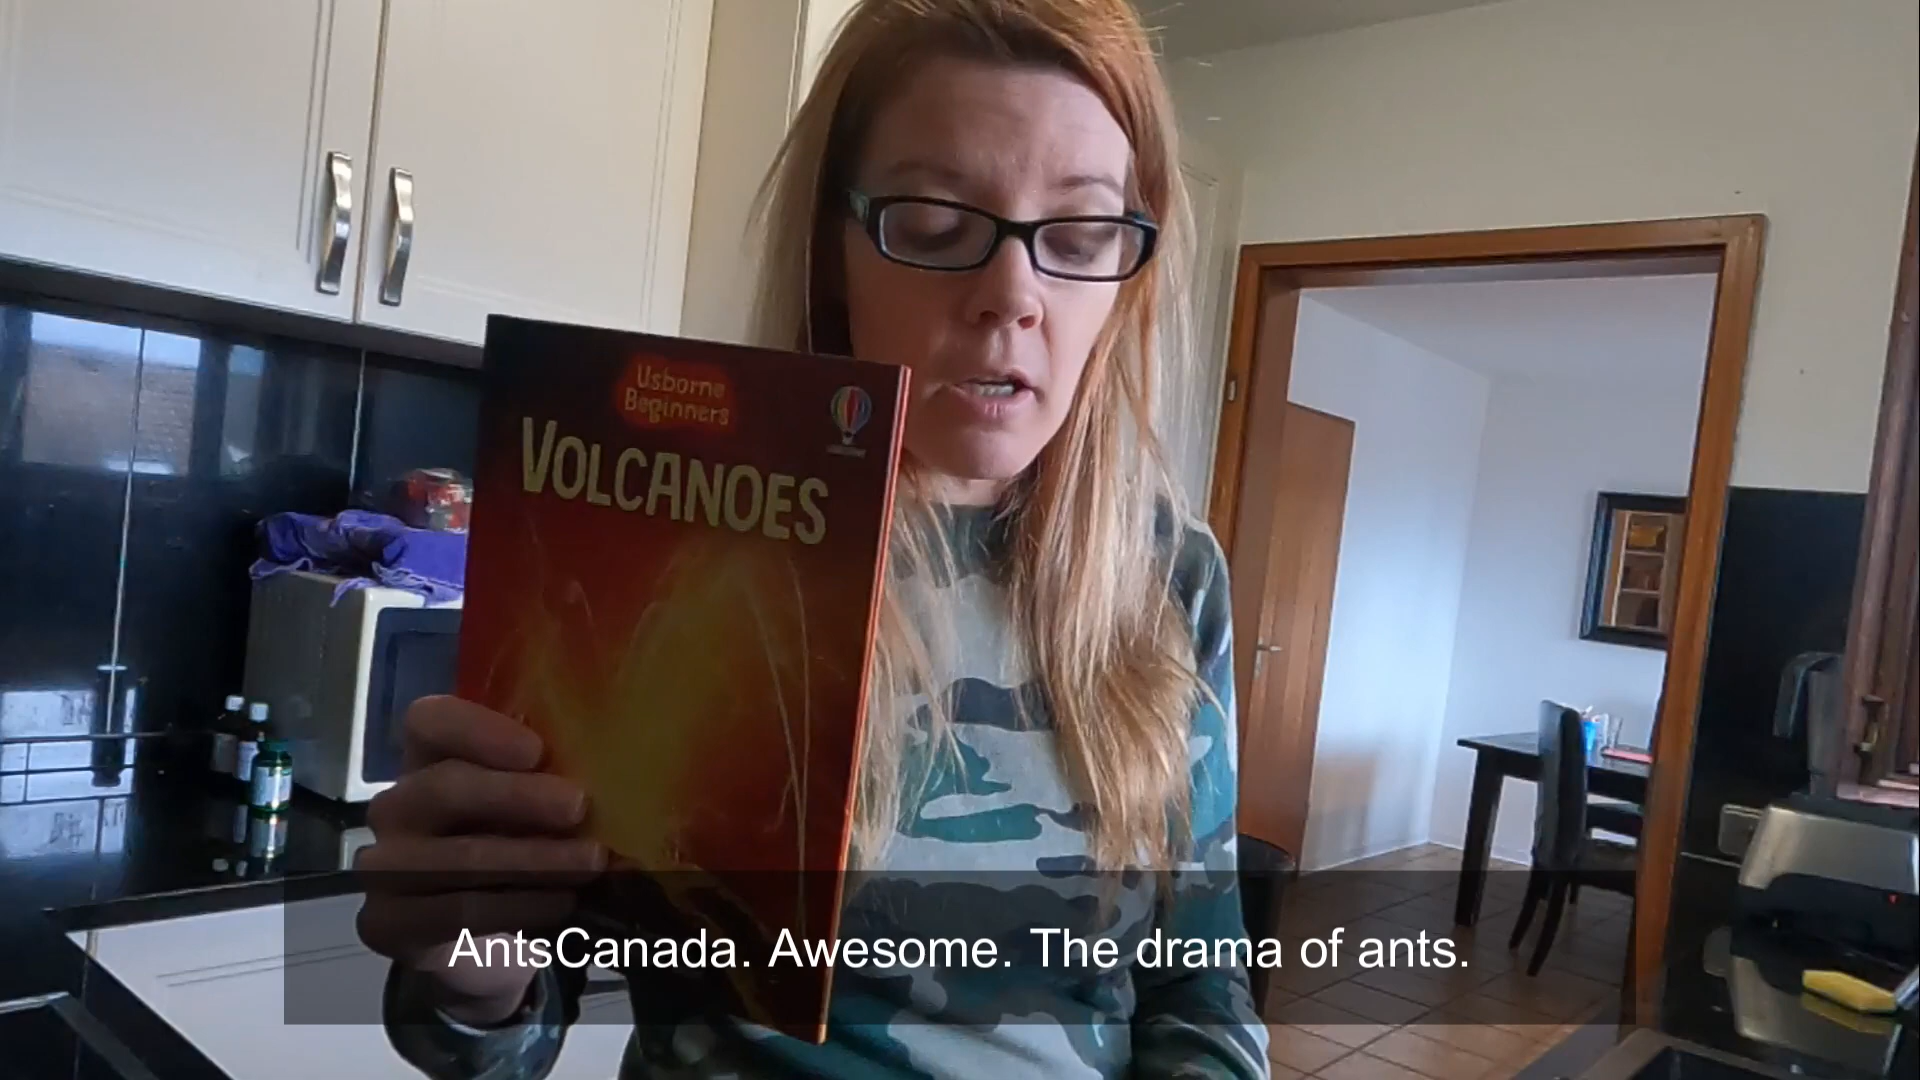 Usborne
Beginners
VOLCANOES
AntsCanada. Awesome. The drama of ants.